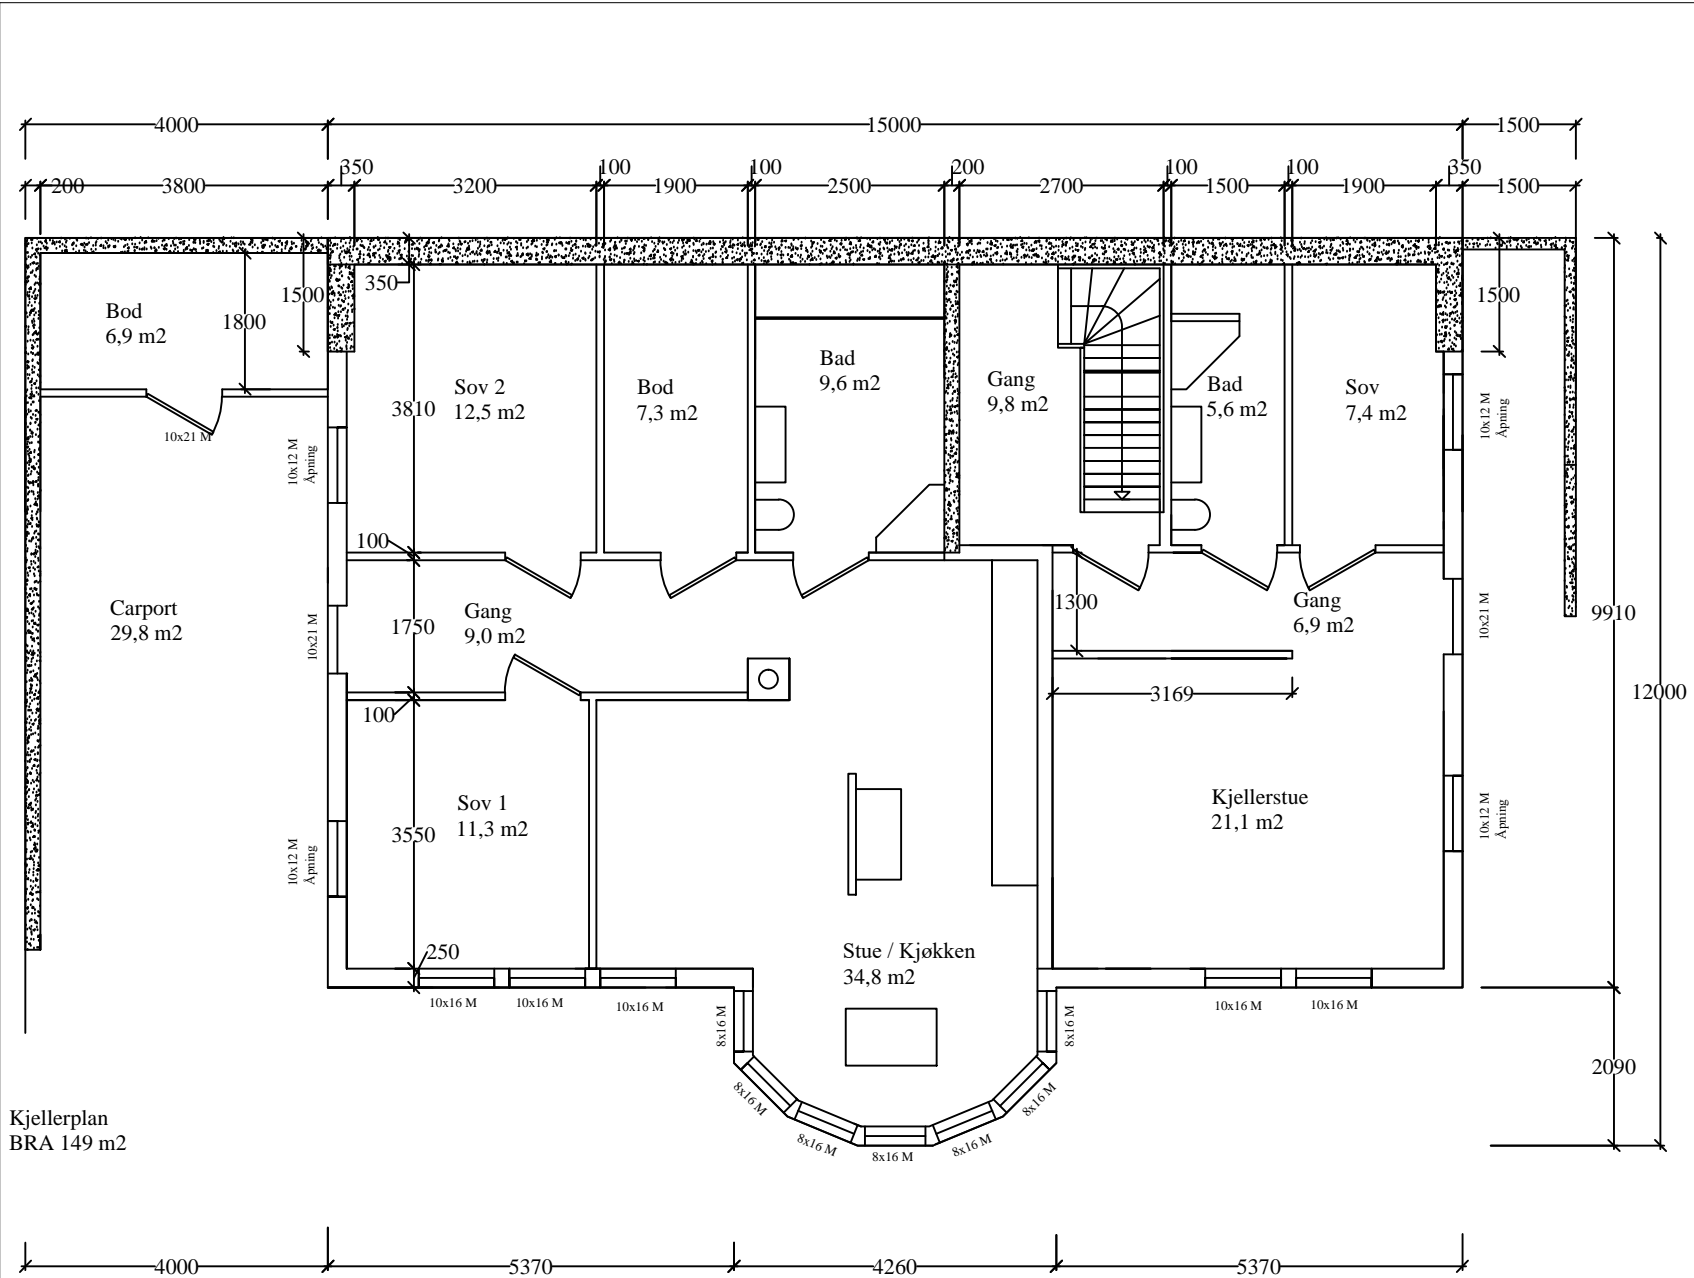 4000
15000
1500
350
100
100
200
100
100
350
200
3800
3200
1900
2500
2700
1500
1900
1500
350
1500
1500
Bod
6,9 m2
1800
10x21 M
Sov 2
12,5 m2
3810
Bod
7,3 m2
Bad
9,6 m2
Gang
9,8 m2
Bad
5,6 m2
Sov
7,4 m2
10x12 M
Åpning
10x12 M
Åpning
100
Carport
29,8 m2
10x21 M
1750
Gang
9,0 m2
1300
Gang
6,9 m2
10x21 M
9910
12000
3169
100
Sov 1
11,3 m2
3550
10x12 M
Åpning
Kjellerstue
21,1 m2
10x12 M
Åpning
250
Stue / Kjøkken
34,8 m2
10x16 M
10x16 M
10x16 M
10x16 M
10x16 M
8x16 M
8x16 M
8x16 M
8x16 M
8x16 M
8x16 M
8x16 M
2090
Kjellerplan
BRA 149 m2
4000
5370
4260
5370